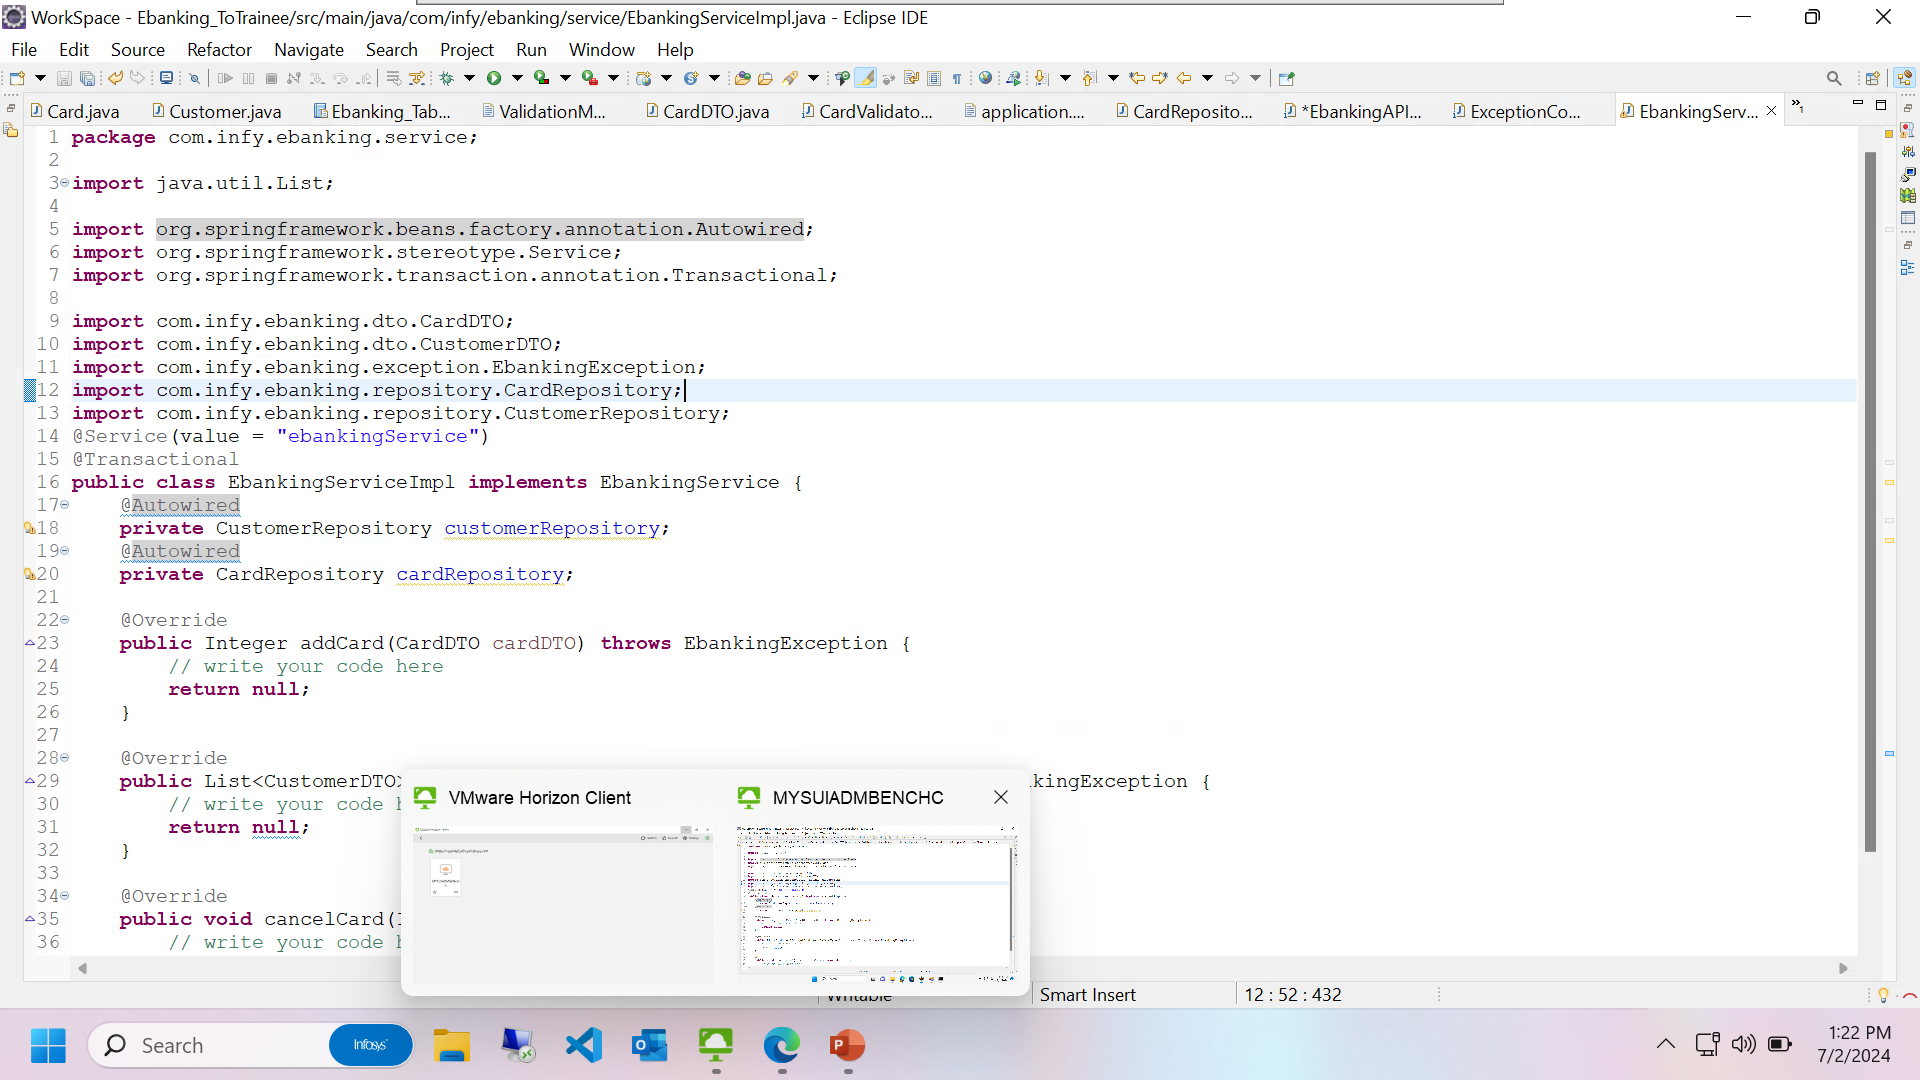 WorkSpace - Ebanking_ToTrainee/src/main/java/com/infy/ebanking/service/EbankingServiceImpl.java - Eclipse IDE
File Edit Source Refactor Navigate Search Project Run Window Help
Card.java Customer.java Ebanking_Tab... ValidationM... CardDTO.java CardValidato... application.... CardReposito... *EbankingAPI... ExceptionCo... EbankingServ... »1
1 package com.infy.ebanking.service;
2
3 import java.util.List;
4
5 import org.springframework.beans.factory.annotation.Autowired;
6 import org.springframework.stereotype.Service;
7 import org.springframework.transaction.annotation.Transactional;
8
9 import com.infy.ebanking.dto.CardDTO;
10 import com.infy.ebanking.dto.CustomerDTO;
11 import com.infy.ebanking.exception.EbankingException;
12 import com.infy.ebanking.repository.CardRepository;
13 import com.infy.ebanking.repository.CustomerRepository;
14 @Service(value = "ebankingService")
15 @Transactional
16 public class EbankingServiceImpl implements EbankingService {
17 @Autowired
18 private CustomerRepository customerRepository;
19 @Autowired
20 private CardRepository cardRepository;
21
22 @Override
23 public Integer addCard(CardDTO cardDTO) throws EbankingException {
24 // write your code here
25 return null;
26 }
27
28 @Override
29 public List<CustomerDTO> kingException {
30 // write your code h
31 return null;
32 }
33
34 @Override
35 public void cancelCard(
36 // write your code h
VMware Horizon Client
MYSUIADMBENCHC
Writable Smart Insert 12 : 52 : 432
Search Infosys
1:22 PM
7/2/2024